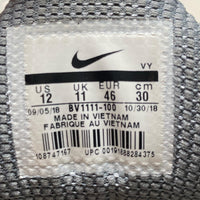 VY
US UK EUR cm
12 11 46 30
09/05/18 BV1111-100 10/30/18
MADE IN VIETNAM
FABRIQUE AU VIETNAM
UPC 00191888284375